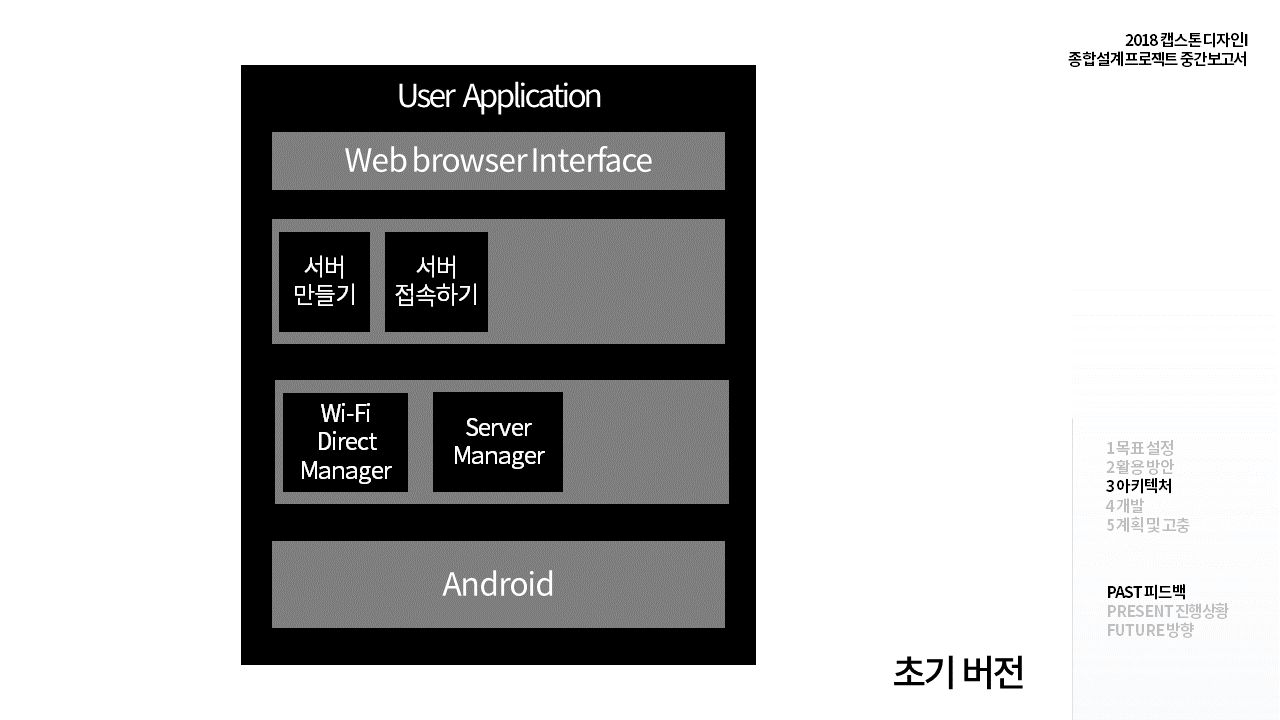 2018 캡스톤디자인I
종합설계프로젝트 중간보고서
User Application
Web browser Interface
서버
만들기
서버
접속하기
Wi-Fi
Direct
Manager
Server
Manager
Android
1 목표 설정
2 활용 방안
3 아키텍처
4 개발
5 계획 및 고충
PAST 피드백
PRESENT 진행상황
FUTURE 방향
초기 버전